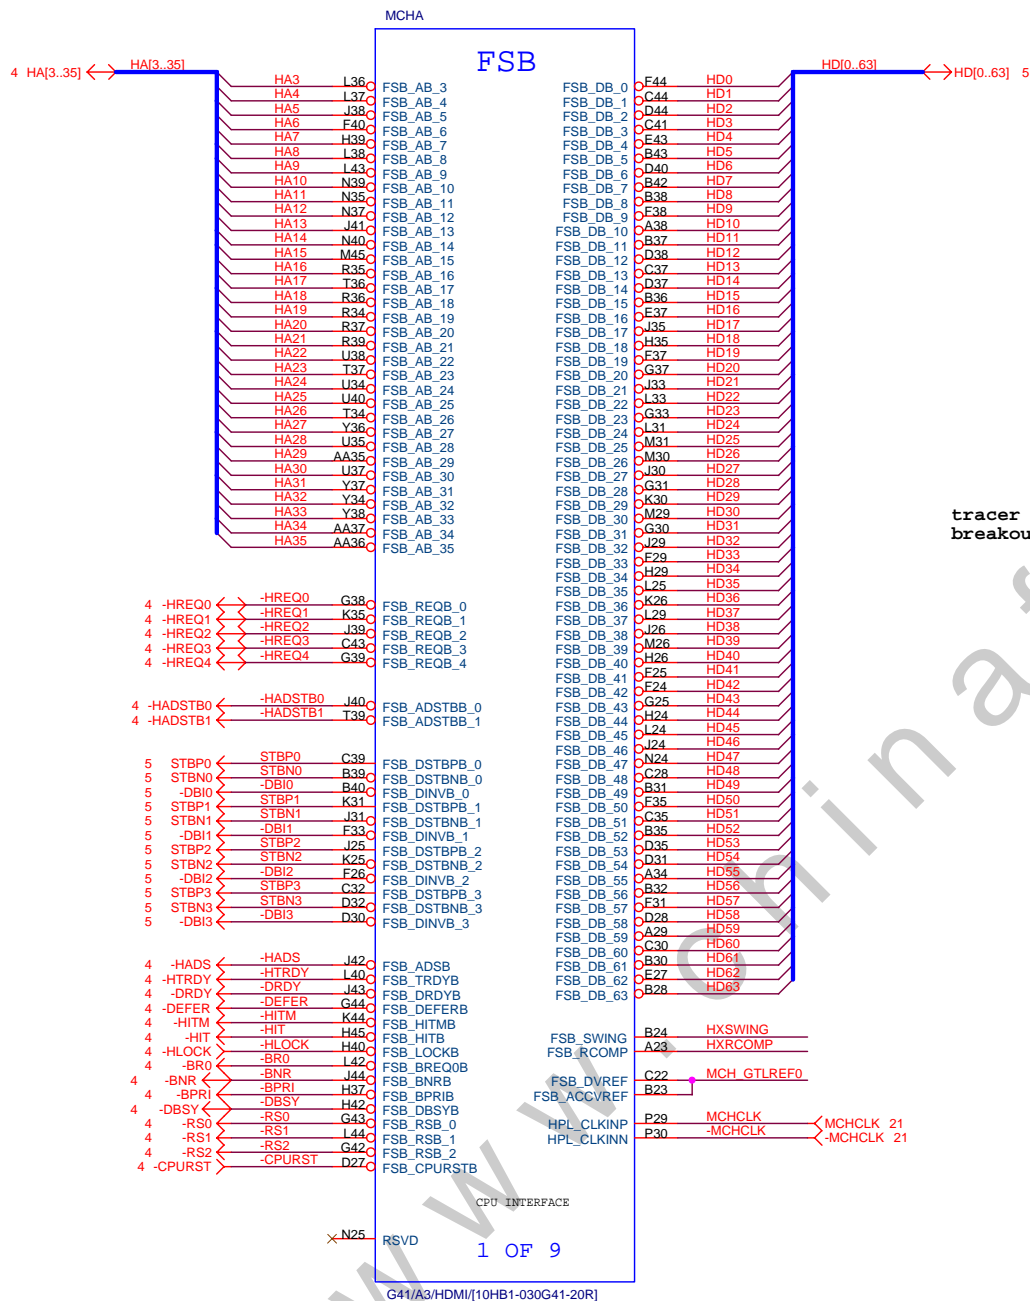 MCHA
FSB
4 HA[3..35] HA[3..35] HD[0..63] HD[0..63] 5
HA3 L36 FSB_AB_3 FSB_DB_0 F44 HD0
HA4 L37 FSB_AB_4 FSB_DB_1 C44 HD1
HA5 J38 FSB_AB_5 FSB_DB_2 D44 HD2
HA6 F40 FSB_AB_6 FSB_DB_3 C41 HD3
HA7 H39 FSB_AB_7 FSB_DB_4 E43 HD4
HA8 L38 FSB_AB_8 FSB_DB_5 B43 HD5
HA9 L43 FSB_AB_9 FSB_DB_6 D40 HD6
HA10 N39 FSB_AB_10 FSB_DB_7 B42 HD7
HA11 N35 FSB_AB_11 FSB_DB_8 B38 HD8
HA12 N37 FSB_AB_12 FSB_DB_9 F38 HD9
HA13 J41 FSB_AB_13 FSB_DB_10 A38 HD10
HA14 N40 FSB_AB_14 FSB_DB_11 B37 HD11
HA15 M45 FSB_AB_15 FSB_DB_12 D38 HD12
HA16 R35 FSB_AB_16 FSB_DB_13 C37 HD13
HA17 T36 FSB_AB_17 FSB_DB_14 D37 HD14
HA18 R36 FSB_AB_18 FSB_DB_15 B36 HD15
HA19 R34 FSB_AB_19 FSB_DB_16 E37 HD16
HA20 R37 FSB_AB_20 FSB_DB_17 J35 HD17
HA21 R39 FSB_AB_21 FSB_DB_18 H35 HD18
HA22 U38 FSB_AB_22 FSB_DB_19 F37 HD19
HA23 T37 FSB_AB_23 FSB_DB_20 G37 HD20
HA24 U34 FSB_AB_24 FSB_DB_21 J33 HD21
HA25 U40 FSB_AB_25 FSB_DB_22 L33 HD22
HA26 T34 FSB_AB_26 FSB_DB_23 G33 HD23
HA27 Y36 FSB_AB_27 FSB_DB_24 L31 HD24
HA28 U35 FSB_AB_28 FSB_DB_25 M31 HD25
HA29 AA35 FSB_AB_29 FSB_DB_26 M30 HD26
HA30 U37 FSB_AB_30 FSB_DB_27 J30 HD27
HA31 Y37 FSB_AB_31 FSB_DB_28 G31 HD28
HA32 Y34 FSB_AB_32 FSB_DB_29 K30 HD29
HA33 Y38 FSB_AB_33 FSB_DB_30 M29 HD30
HA34 AA37 FSB_AB_34 FSB_DB_31 G30 HD31
HA35 AA36 FSB_AB_35 FSB_DB_32 J29 HD32
tracer
breakou
FSB_DB_33 F29 HD33
FSB_DB_34 H29 HD34
FSB_DB_35 L25 HD35
4 -HREQ0 -HREQ0 G38 FSB_REQB_0 FSB_DB_36 K26 HD36
4 -HREQ1 -HREQ1 K35 FSB_REQB_1 FSB_DB_37 L29 HD37
4 -HREQ2 -HREQ2 J39 FSB_REQB_2 FSB_DB_38 J26 HD38
4 -HREQ3 -HREQ3 C43 FSB_REQB_3 FSB_DB_39 M26 HD39
4 -HREQ4 -HREQ4 G39 FSB_REQB_4 FSB_DB_40 H26 HD40
FSB_DB_41 F25 HD41
FSB_DB_42 F24 HD42
4 -HADSTB0 -HADSTB0 J40 FSB_ADSTBB_0 FSB_DB_43 G25 HD43
4 -HADSTB1 -HADSTB1 T39 FSB_ADSTBB_1 FSB_DB_44 H24 HD44
FSB_DB_45 L24 HD45
FSB_DB_46 J24 HD46
5 STBP0 STBP0 C39 FSB_DSTBPB_0 FSB_DB_47 N24 HD47
5 STBN0 STBN0 B39 FSB_DSTBNB_0 FSB_DB_48 C28 HD48
5 -DBI0 -DBI0 B40 FSB_DINVB_0 FSB_DB_49 B31 HD49
5 STBP1 STBP1 K31 FSB_DSTBPB_1 FSB_DB_50 F35 HD50
5 STBN1 STBN1 J31 FSB_DSTBNB_1 FSB_DB_51 C35 HD51
5 -DBI1 -DBI1 F33 FSB_DINVB_1 FSB_DB_52 B35 HD52
5 STBP2 STBP2 J25 FSB_DSTBPB_2 FSB_DB_53 D35 HD53
5 STBN2 STBN2 K25 FSB_DSTBNB_2 FSB_DB_54 D31 HD54
5 -DBI2 -DBI2 F26 FSB_DINVB_2 FSB_DB_55 A34 HD55
5 STBP3 STBP3 C32 FSB_DSTBPB_3 FSB_DB_56 B32 HD56
5 STBN3 STBN3 D32 FSB_DSTBNB_3 FSB_DB_57 F31 HD57
5 -DBI3 -DBI3 D30 FSB_DINVB_3 FSB_DB_58 D28 HD58
FSB_DB_59 A29 HD59
FSB_DB_60 C30 HD60
4 -HADS -HADS J42 FSB_ADSB FSB_DB_61 B30 HD61
4 -HTRDY -HTRDY L40 FSB_TRDYB FSB_DB_62 E27 HD62
4 -DRDY -DRDY J43 FSB_DRDYB FSB_DB_63 B28 HD63
4 -DEFER -DEFER G44 FSB_DEFERB
4 -HITM -HITM K44 FSB_HITMB
4 -HIT -HIT H45 FSB_HITB FSB_SWING B24 HXSWING
4 -HLOCK -HLOCK H40 FSB_LOCKB FSB_RCOMP A23 HXRCOMP
4 -BR0 -BR0 L42 FSB_BREQ0B
4 -BNR -BNR J44 FSB_BNRB FSB_DVREF C22 MCH_GTLREF0
4 -BPRI -BPRI H37 FSB_BPRIB FSB_ACCVREF B23
4 -DBSY -DBSY H42 FSB_DBSYB
4 -RS0 -RS0 G43 FSB_RSB_0 HPL_CLKINP P29 MCHCLK MCHCLK 21
4 -RS1 -RS1 L44 FSB_RSB_1 HPL_CLKINN P30 -MCHCLK -MCHCLK 21
4 -RS2 -RS2 G42 FSB_RSB_2
4 -CPURST -CPURST D27 FSB_CPURSTB
CPU INTERFACE
N25 RSVD
1 OF 9
G41/A3/HDMI/[10HB1-030G41-20R]
www.chinaf